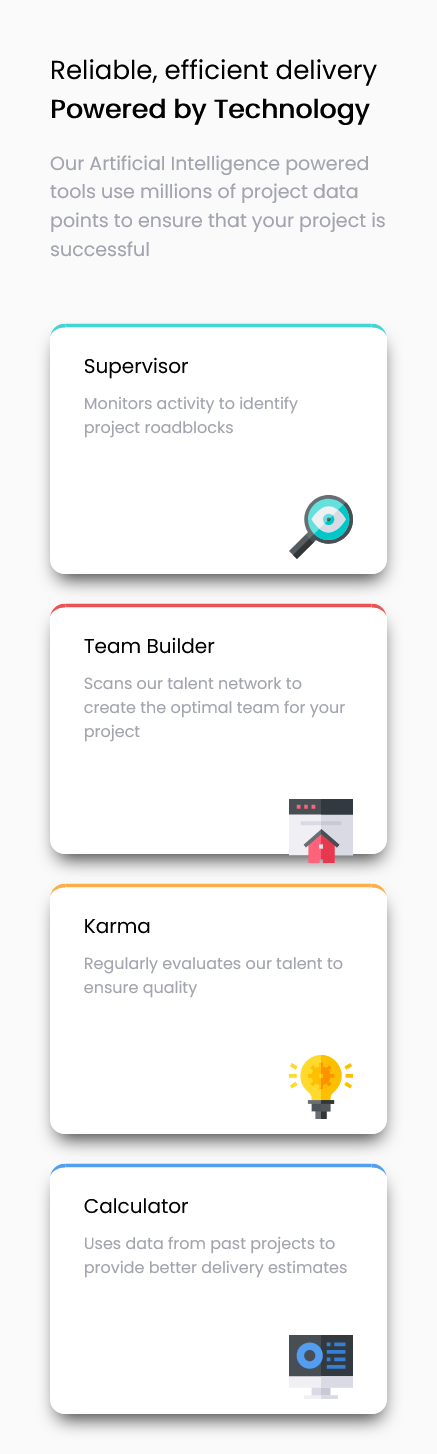 Reliable, efficient delivery
Powered by Technology
Our Artificial Intelligence powered
tools use millions of project data
points to ensure that your project is
successful
Supervisor
Monitors activity to identify
project roadblocks
Team Builder
Scans our talent network to
create the optimal team for your
project
Karma
Regularly evaluates our talent to
ensure quality
Calculator
Uses data from past projects to
provide better delivery estimates